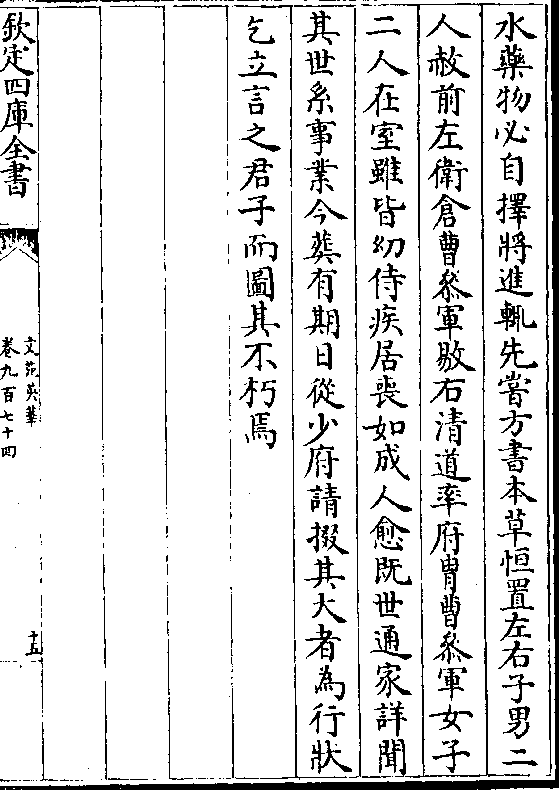 水藥物必自擇將進輒先嘗方書本草恒置左右子男二
人赦前左衛倉曹叅軍敭右清道率府胄曹叅軍女子
二人在室雖皆幼侍疾居喪如成人愈既世通家詳聞
其世系事業今葬有期日從少府請掇其大者為行狀
乞立言之君子而圖其不朽焉
欽定四庫全書
文苑英華
卷九百七十四
十五